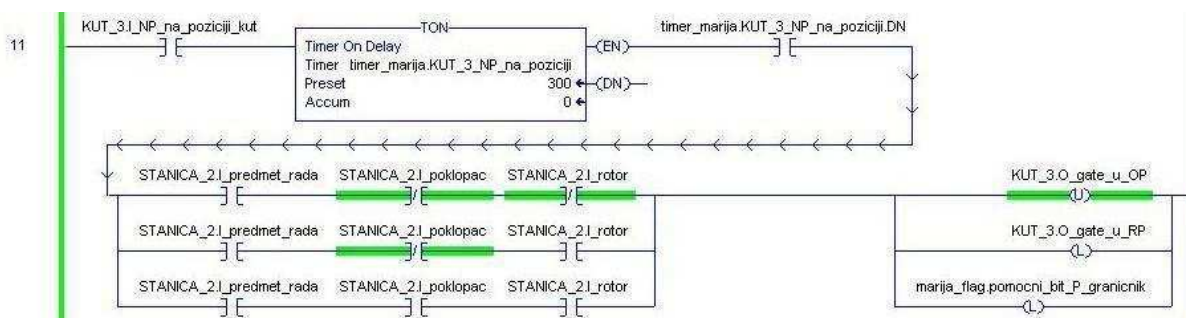 KUT_3.I_NP_na_poziciji_kut
TON
timer_marija.KUT_3_NP_na_poziciji.DN
11
Timer On Delay
(EN)
Timer timer_marija.KUT_3_NP_na_poziciji
Preset 300
(DN)
Accum 0
STANICA_2.I_predmet_rada STANICA_2.I_poklopac STANICA_2.I_rotor KUT_3.O_gate_u_OP
(U)
STANICA_2.I_predmet_rada STANICA_2.I_poklopac STANICA_2.I_rotor KUT_3.O_gate_u_RP
(L)
STANICA_2.I_predmet_rada STANICA_2.I_poklopac STANICA_2.I_rotor marija_flag.pomocni_bit_P_granicnik
(L)